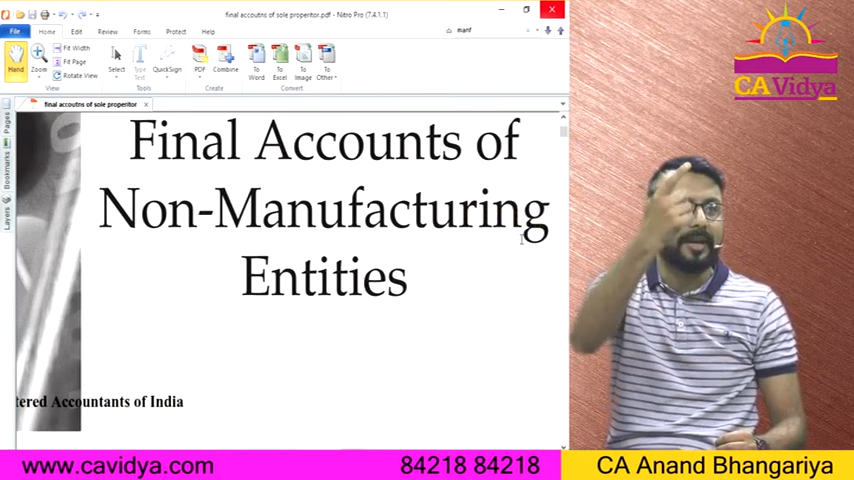 final accoutns of sole properitor.pdf - Nitro Pro (7.4.1.1)
File
Home
Edit
Review
Forms
Protect
Help
manf
Hand
Zoom
Fit Width
Fit Page
Rotate View
View
Select
Type
Text
QuickSign
Tools
PDF
Combine
Create
To
Word
To
Excel
To
Image
To
Other
Convert
final accoutns of sole properitor
Pages
Bookmarks
Layers
Final Accounts of
Non-Manufacturing
Entities
tered Accountants of India
CA Vidya
www.cavidya.com
84218 84218
CA Anand Bhangariya